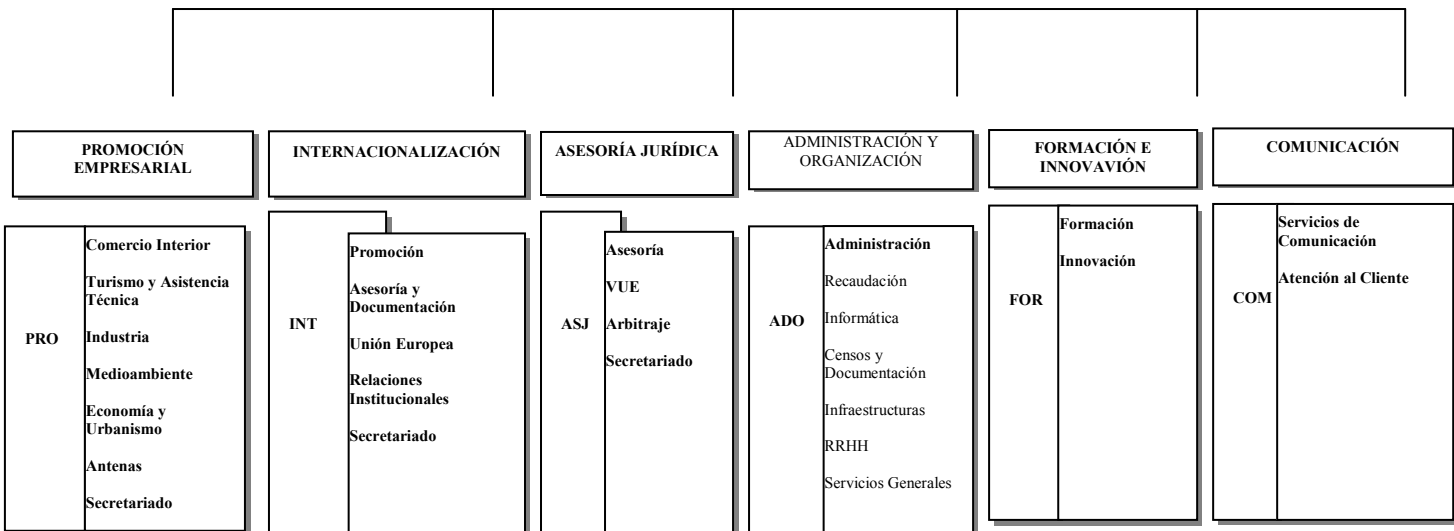 PROMOCIÓN
EMPRESARIAL
INTERNACIONALIZACIÓN
ASESORÍA JURÍDICA
ADMINISTRACIÓN Y
ORGANIZACIÓN
FORMACIÓN E
INNOVAVIÓN
COMUNICACIÓN
PRO
Comercio Interior
Turismo y Asistencia
Técnica
Industria
Medioambiente
Economía y
Urbanismo
Antenas
Secretariado
INT
Promoción
Asesoría y
Documentación
Unión Europea
Relaciones
Institucionales
Secretariado
ASJ
Asesoría
VUE
Arbitraje
Secretariado
ADO
Administración
Recaudación
Informática
Censos y
Documentación
Infraestructuras
RRHH
Servicios Generales
FOR
Formación
Innovación
COM
Servicios de
Comunicación
Atención al Cliente